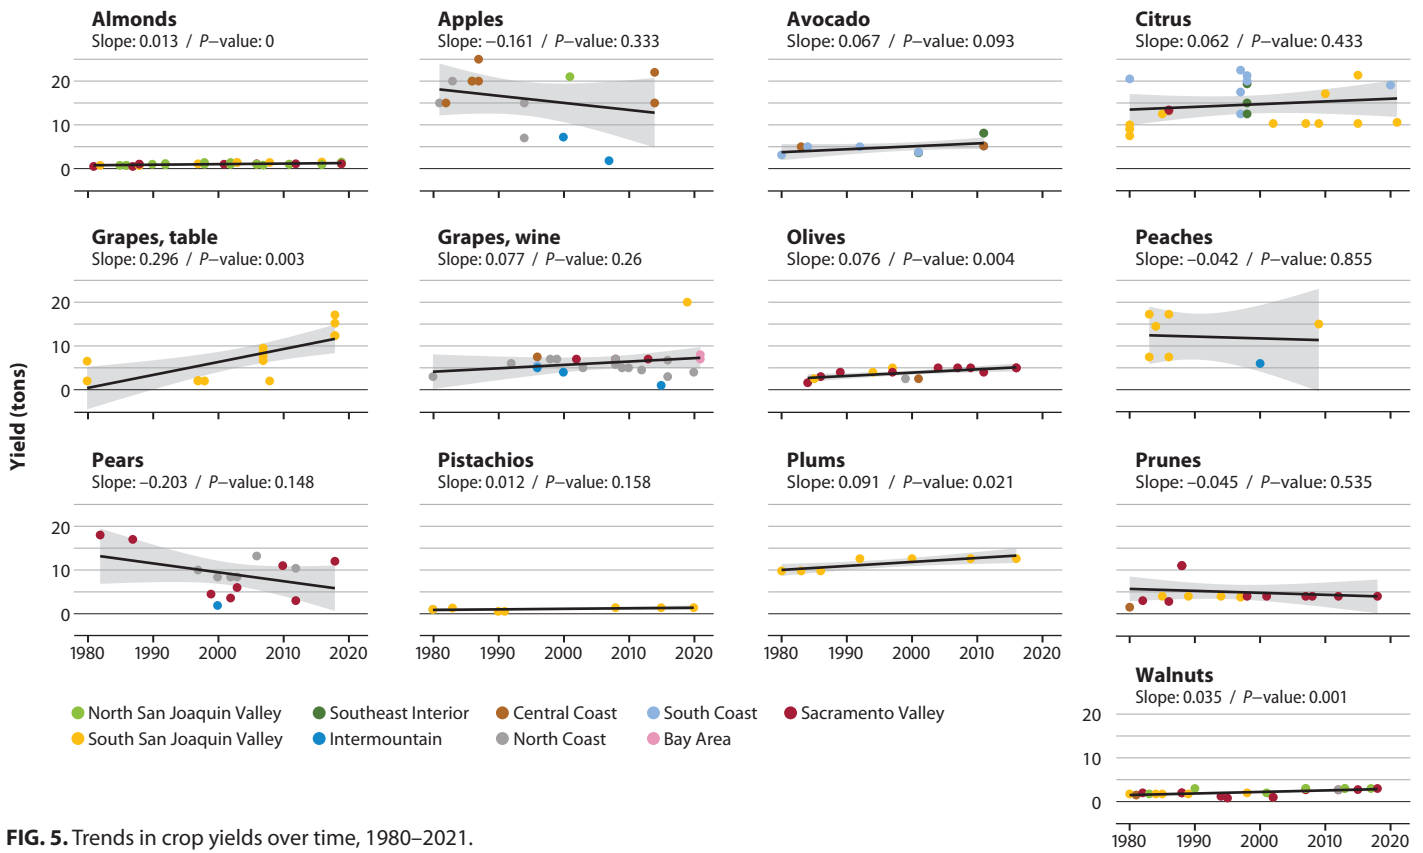 Almonds
Slope: 0.013 / P−value: 0
Apples
Slope: −0.161 / P−value: 0.333
Avocado
Slope: 0.067 / P−value: 0.093
Citrus
Slope: 0.062 / P−value: 0.433
20
10
0
Grapes, table
Slope: 0.296 / P−value: 0.003
Grapes, wine
Slope: 0.077 / P−value: 0.26
Olives
Slope: 0.076 / P−value: 0.004
Peaches
Slope: −0.042 / P−value: 0.855
20
10
0
Yield (tons)
Pears
Slope: −0.203 / P−value: 0.148
Pistachios
Slope: 0.012 / P−value: 0.158
Plums
Slope: 0.091 / P−value: 0.021
Prunes
Slope: −0.045 / P−value: 0.535
20
10
0
1980 1990 2000 2010 2020
1980 1990 2000 2010 2020
1980 1990 2000 2010 2020
Walnuts
Slope: 0.035 / P−value: 0.001
20
10
0
1980 1990 2000 2010 2020
North San Joaquin Valley
Southeast Interior
Central Coast
South Coast
Sacramento Valley
South San Joaquin Valley
Intermountain
North Coast
Bay Area
FIG. 5. Trends in crop yields over time, 1980–2021.